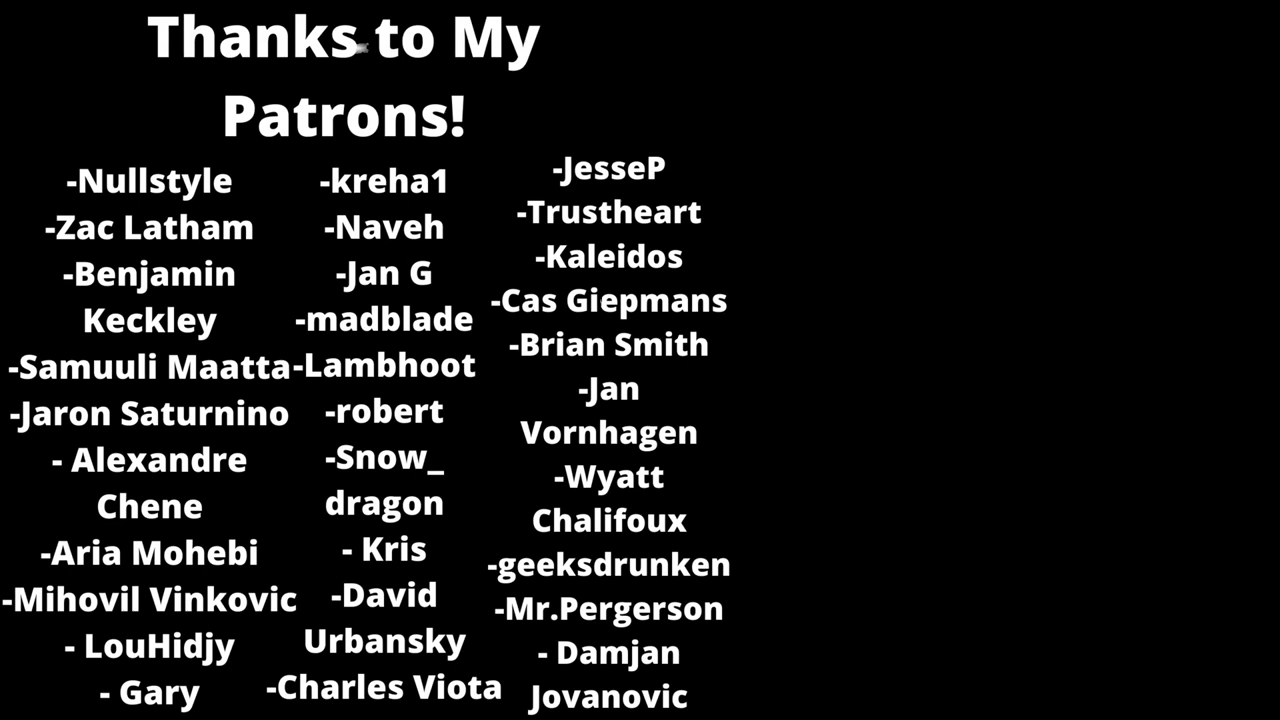 Thanks to My
Patrons!
-Nullstyle
-Zac Latham
-Benjamin
Keckley
-Samuuli Maatta
-Jaron Saturnino
- Alexandre
Chene
-Aria Mohebi
-Mihovil Vinkovic
- LouHidjy
- Gary
-kreha1
-Naveh
-Jan G
-madblade
-Lambhoot
-robert
-Snow_
dragon
- Kris
-David
Urbansky
-Charles Viota
-JesseP
-Trustheart
-Kaleidos
-Cas Giepmans
-Brian Smith
-Jan
Vornhagen
-Wyatt
Chalifoux
-geeksdrunken
-Mr.Pergerson
- Damjan
Jovanovic